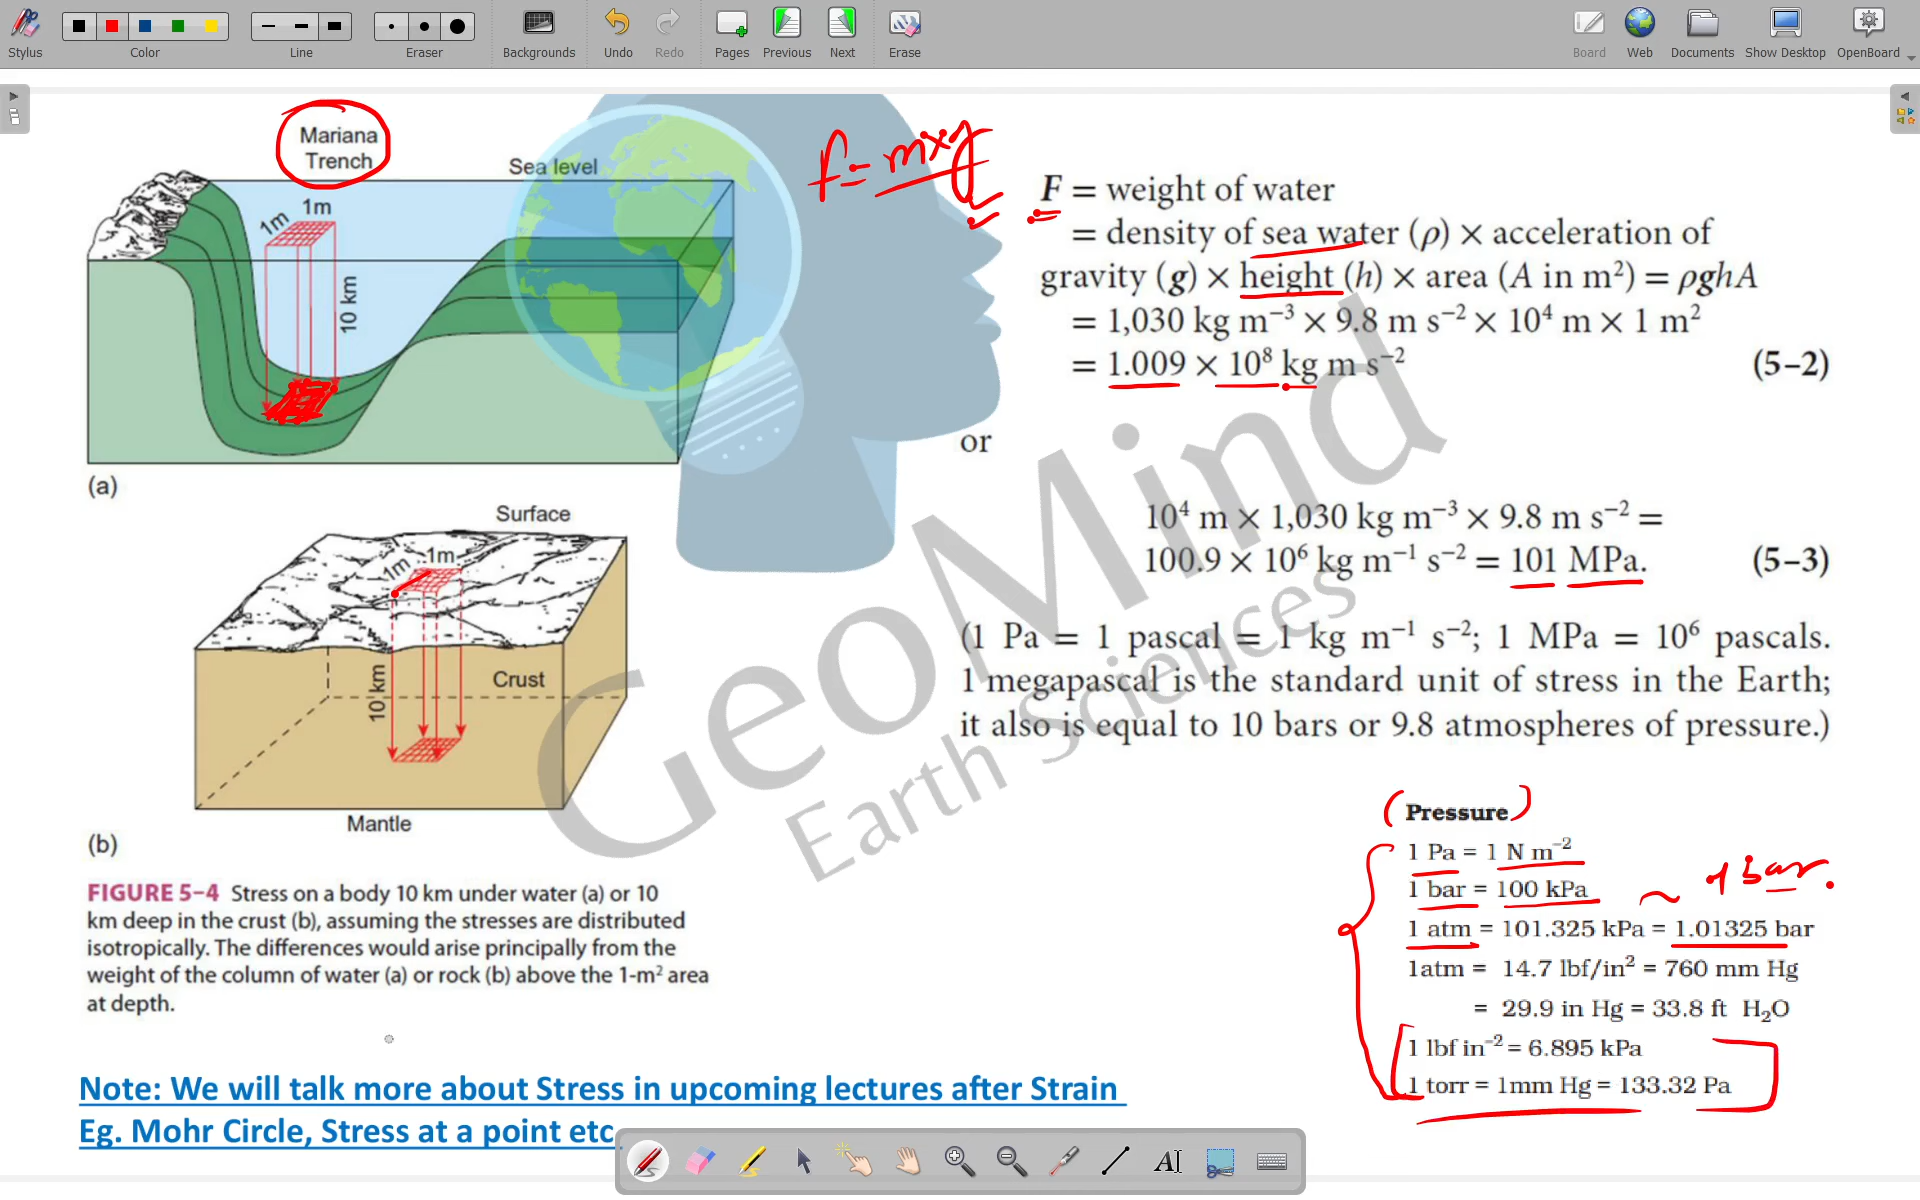 Stylus
Color
Line
Eraser
Backgrounds
Undo
Redo
Pages
Previous
Next
Erase
Board
Web
Documents
Show Desktop
OpenBoard
Mariana
Trench
Sea level
1m
1m
10 km
(a)
f = m×g
F = weight of water
= density of sea water (ρ) × acceleration of
gravity (g) × height (h) × area (A in m²) = ρghA
= 1,030 kg m⁻³ × 9.8 m s⁻² × 10⁴ m × 1 m²
= 1.009 × 10⁸ kg m s⁻² (5–2)
or
10⁴ m × 1,030 kg m⁻³ × 9.8 m s⁻² =
100.9 × 10⁶ kg m⁻¹ s⁻² = 101 MPa. (5–3)
(1 Pa = 1 pascal = 1 kg m⁻¹ s⁻²; 1 MPa = 10⁶ pascals.
1 megapascal is the standard unit of stress in the Earth;
it also is equal to 10 bars or 9.8 atmospheres of pressure.)
GeoMind
Earth Sciences
Surface
1m
1m
10 km
Crust
Mantle
(b)
FIGURE 5–4 Stress on a body 10 km under water (a) or 10
km deep in the crust (b), assuming the stresses are distributed
isotropically. The differences would arise principally from the
weight of the column of water (a) or rock (b) above the 1-m² area
at depth.
(Pressure)
1 Pa = 1 N m⁻²
1 bar = 100 kPa
~ 1 bar.
1 atm = 101.325 kPa = 1.01325 bar
1atm = 14.7 lbf/in² = 760 mm Hg
= 29.9 in Hg = 33.8 ft H₂O
1 lbf in⁻² = 6.895 kPa
1 torr = 1mm Hg = 133.32 Pa
Note: We will talk more about Stress in upcoming lectures after Strain
Eg. Mohr Circle, Stress at a point etc